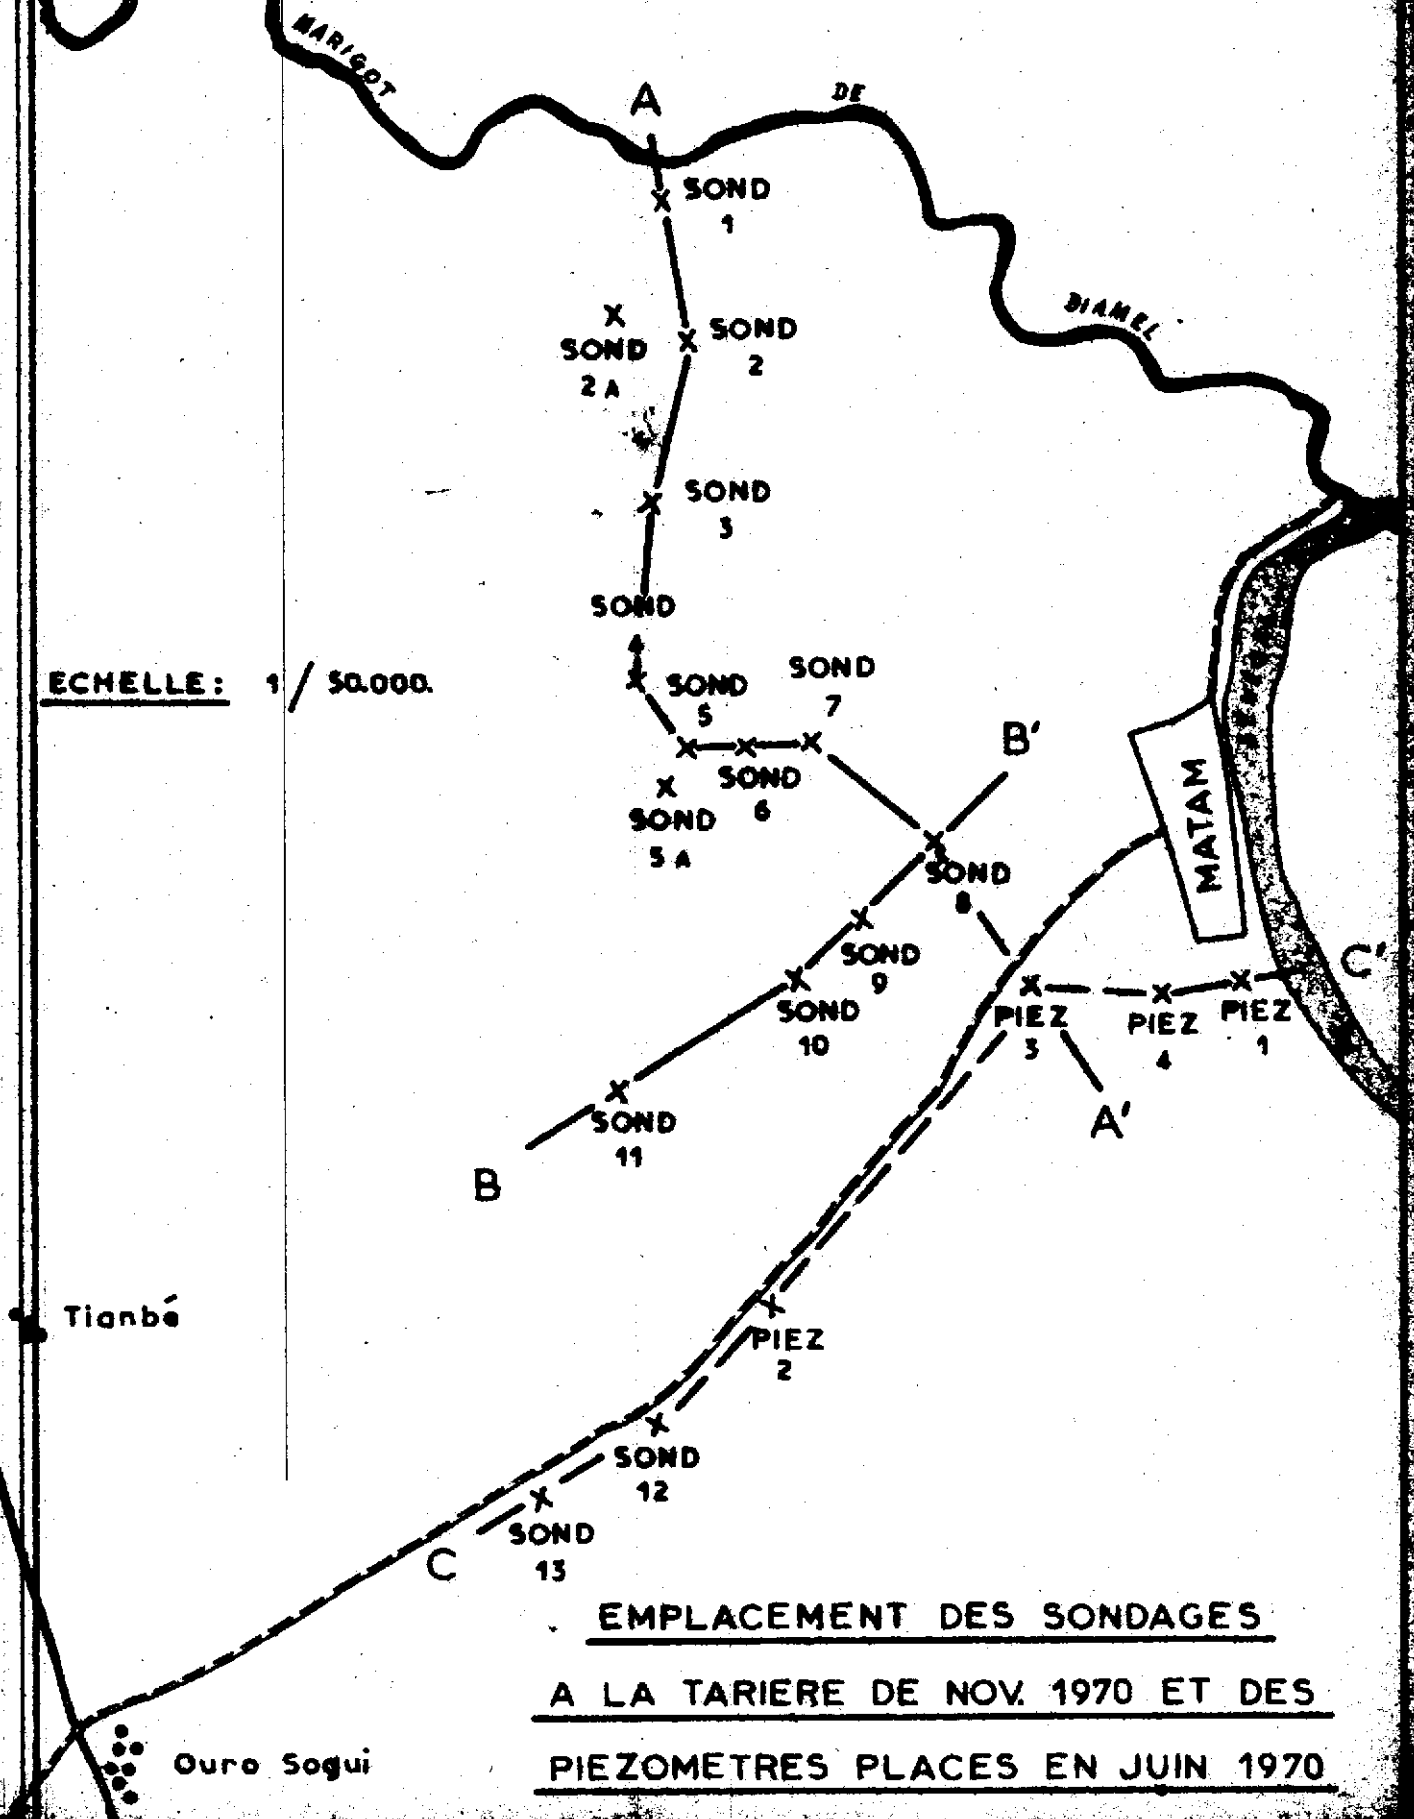 MARIGOT
DE
DIAMEL
A
SOND
1
SOND
2
SOND
2 A
SOND
3
SOND
4
ECHELLE: 1 / 50.000.
SOND
5
SOND
7
SOND
6
SOND
5 A
B'
MATAM
SOND
8
SOND
9
SOND
10
SOND
11
B
C'
PIEZ
3
PIEZ
4
PIEZ
1
A'
Tianbé
PIEZ
2
SOND
12
SOND
13
C
EMPLACEMENT DES SONDAGES
A LA TARIERE DE NOV. 1970 ET DES
PIEZOMETRES PLACES EN JUIN 1970
Ouro Sogui